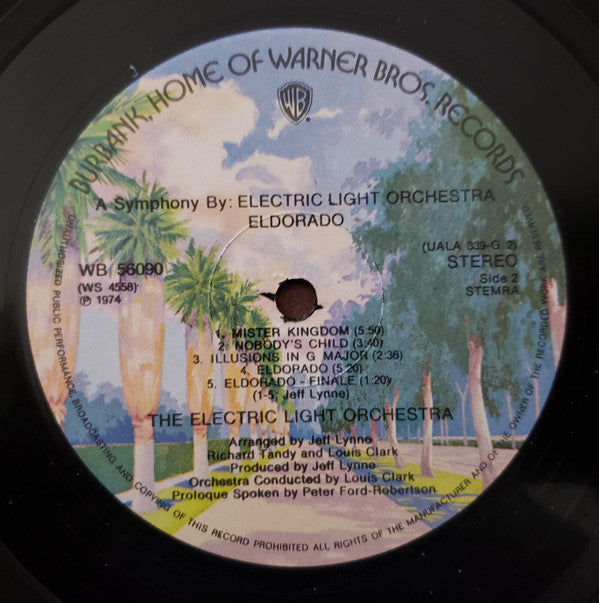 BURBANK, HOME OF WARNER BROS. RECORDS
WB
A Symphony By: ELECTRIC LIGHT ORCHESTRA
ELDORADO
WB 56090
(WS 4558)
℗ 1974
(UALA 339-G 2)
STEREO
Side 2
STEMRA
1. MISTER KINGDOM (5:50)
2. NOBODY'S CHILD (3:40)
3. ILLUSIONS IN G MAJOR (2:36)
4. ELDORADO (5:20)
5. ELDORADO - FINALE (1:20)
(1-5: Jeff Lynne)
THE ELECTRIC LIGHT ORCHESTRA
Arranged by Jeff Lynne
Richard Tandy and Louis Clark
Produced by Jeff Lynne
Orchestra Conducted by Louis Clark
Prologue Spoken by Peter Ford-Robertson
UNAUTHORIZED PUBLIC PERFORMANCE BROADCASTING AND COPYING OF THIS RECORD PROHIBITED ALL RIGHTS OF THE MANUFACTURER AND OF THE OWNER OF THE RECORDED WORK ARE RESERVED